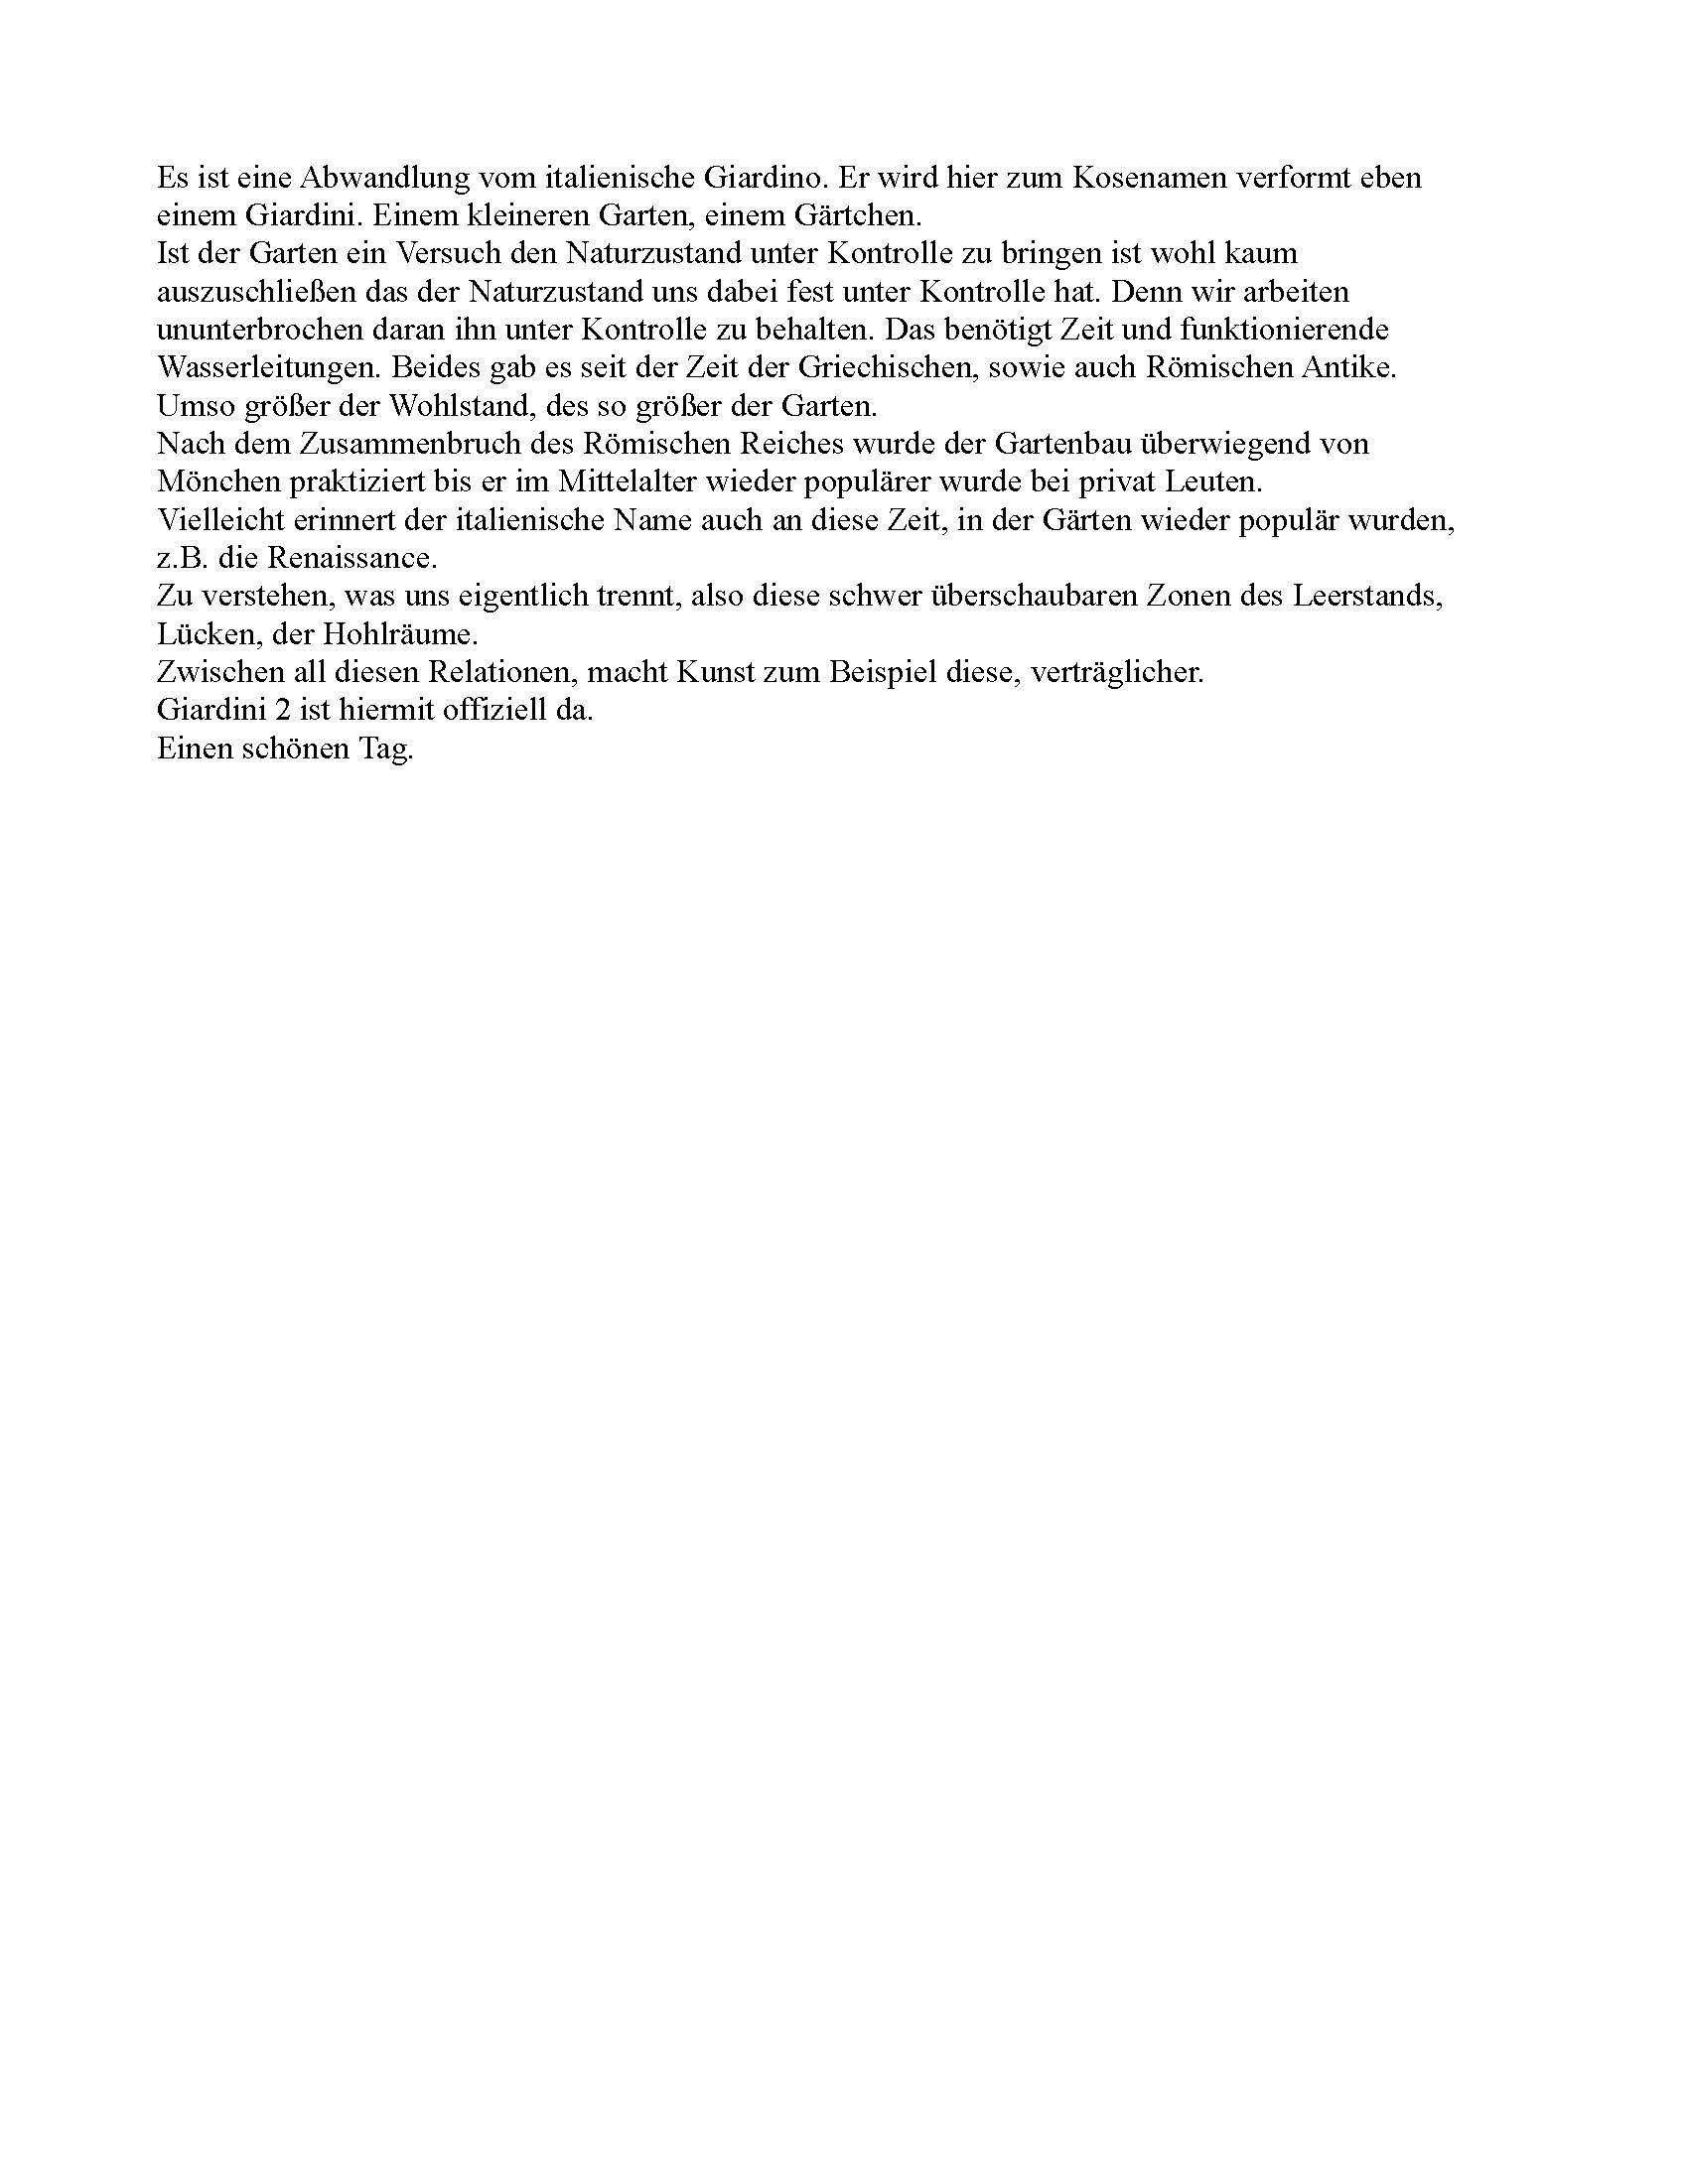 Es ist eine Abwandlung vom italienische Giardino. Er wird hier zum Kosenamen verformt eben
einem Giardini. Einem kleineren Garten, einem Gärtchen.
Ist der Garten ein Versuch den Naturzustand unter Kontrolle zu bringen ist wohl kaum
auszuschließen das der Naturzustand uns dabei fest unter Kontrolle hat. Denn wir arbeiten
ununterbrochen daran ihn unter Kontrolle zu behalten. Das benötigt Zeit und funktionierende
Wasserleitungen. Beides gab es seit der Zeit der Griechischen, sowie auch Römischen Antike.
Umso größer der Wohlstand, des so größer der Garten.
Nach dem Zusammenbruch des Römischen Reiches wurde der Gartenbau überwiegend von
Mönchen praktiziert bis er im Mittelalter wieder populärer wurde bei privat Leuten.
Vielleicht erinnert der italienische Name auch an diese Zeit, in der Gärten wieder populär wurden,
z.B. die Renaissance.
Zu verstehen, was uns eigentlich trennt, also diese schwer überschaubaren Zonen des Leerstands,
Lücken, der Hohlräume.
Zwischen all diesen Relationen, macht Kunst zum Beispiel diese, verträglicher.
Giardini 2 ist hiermit offiziell da.
Einen schönen Tag.